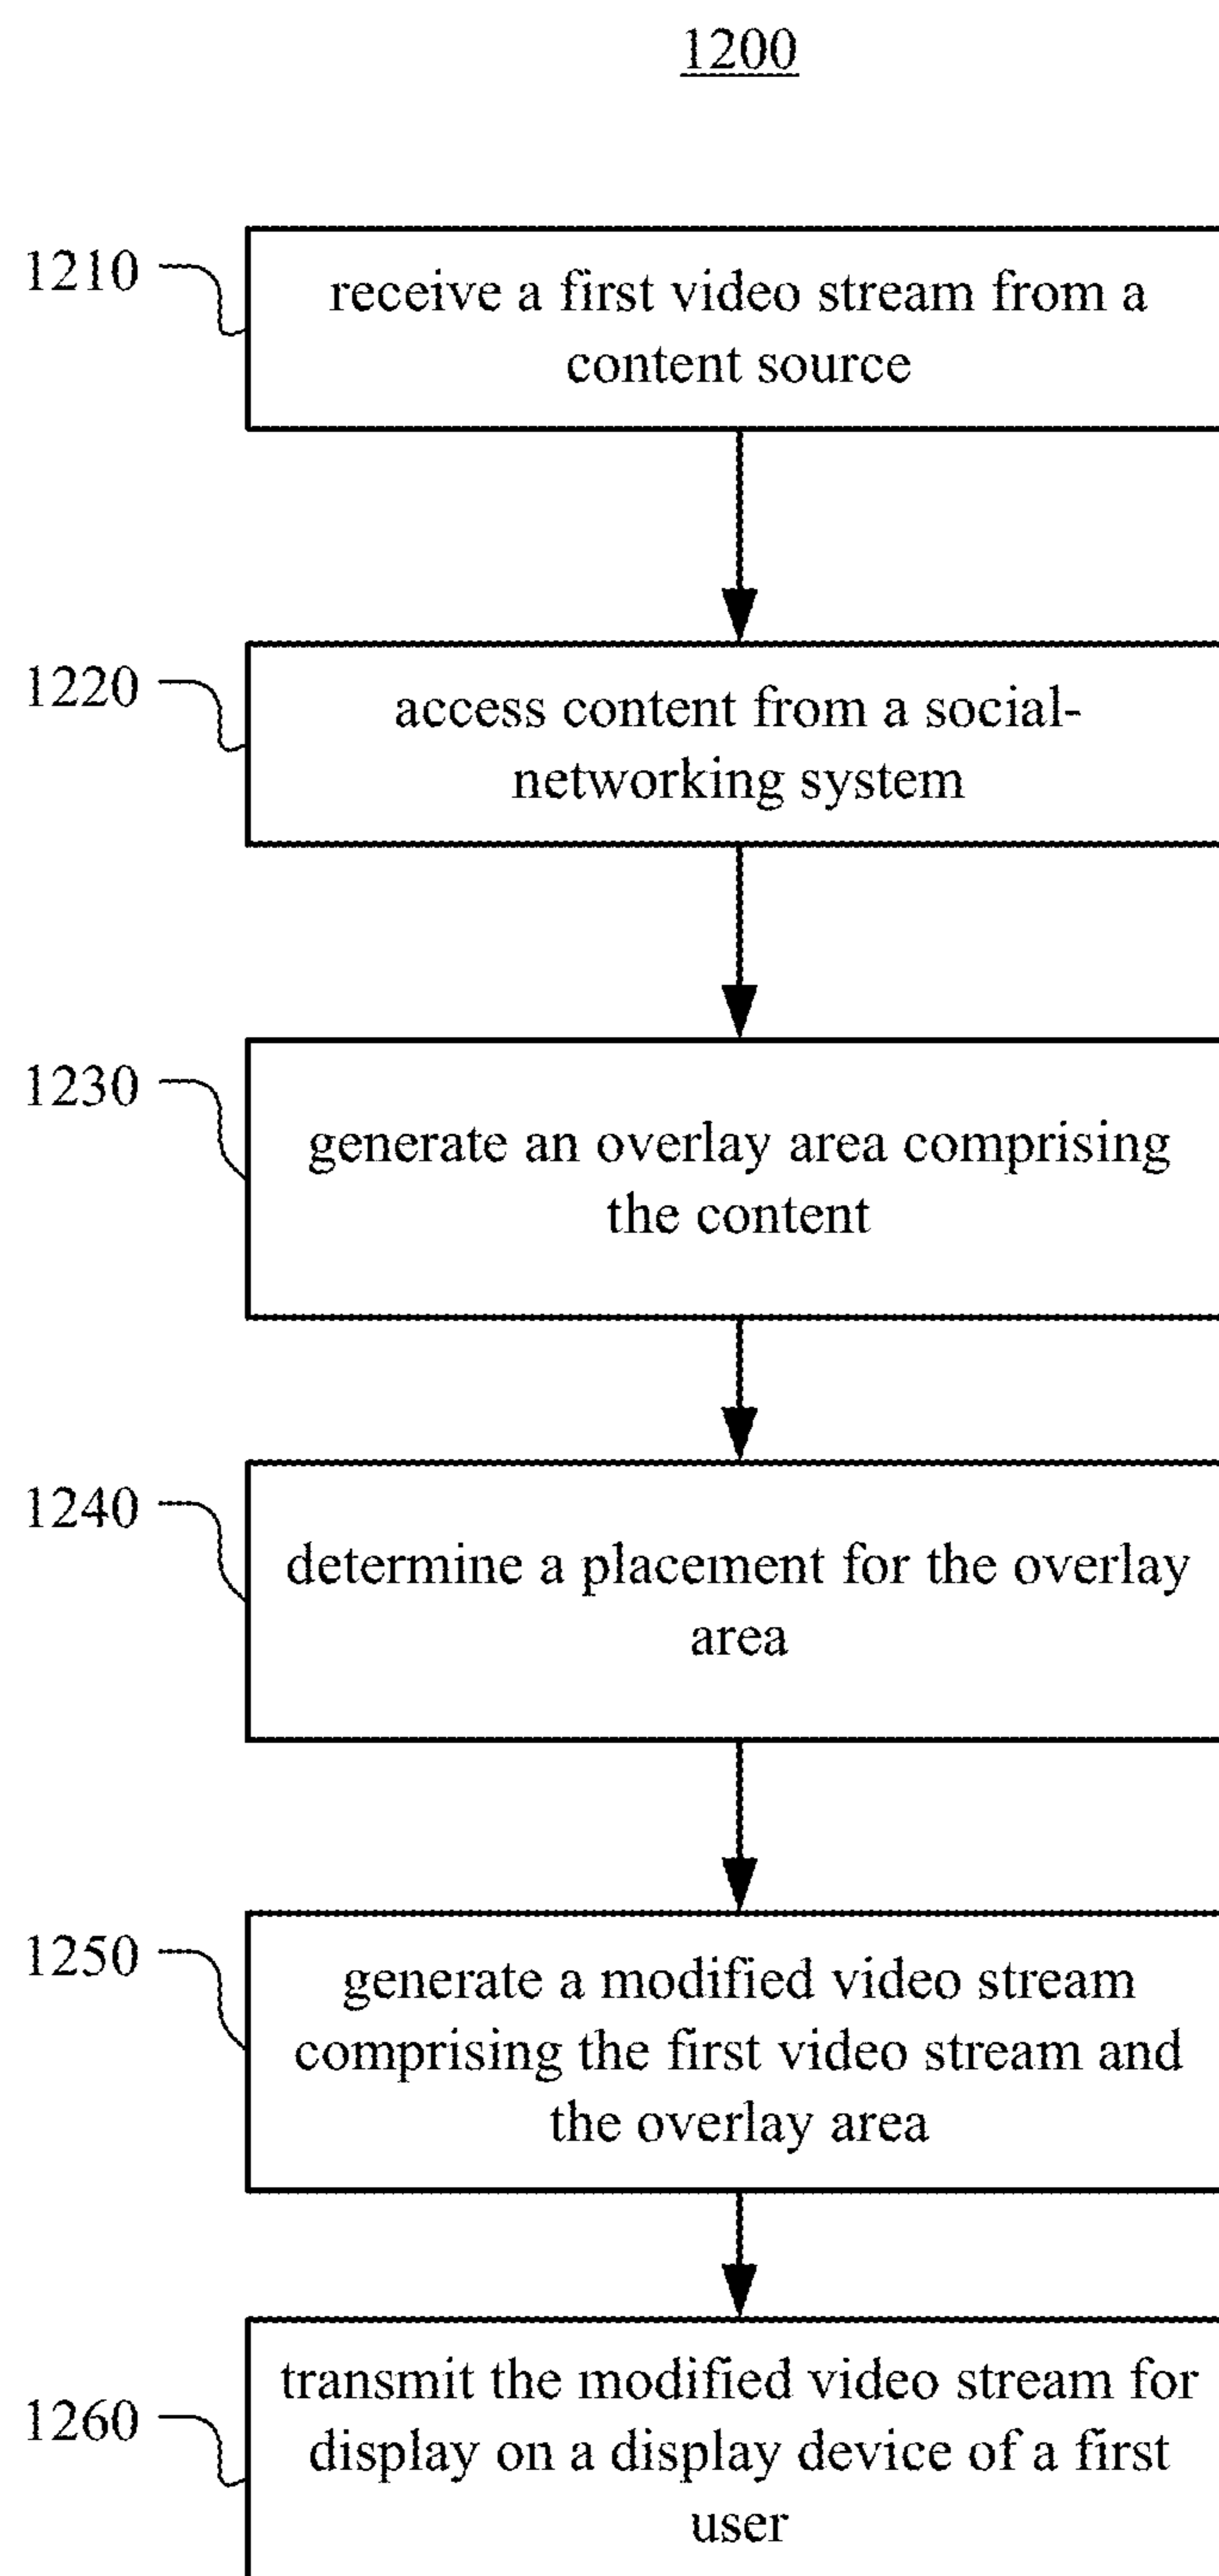 1200
1210
receive a first video stream from a
content source
1220
access content from a social-
networking system
1230
generate an overlay area comprising
the content
1240
determine a placement for the overlay
area
1250
generate a modified video stream
comprising the first video stream and
the overlay area
1260
transmit the modified video stream for
display on a display device of a first
user